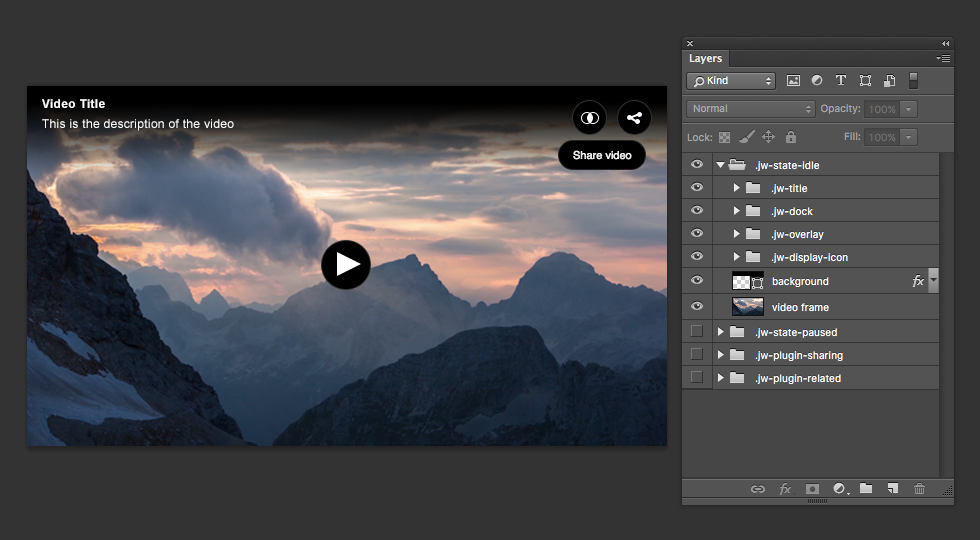 Video Title
This is the description of the video
Share video
Layers
Kind
T
Normal
Opacity: 100%
Lock:
Fill: 100%
.jw-state-idle
.jw-title
.jw-dock
.jw-overlay
.jw-display-icon
background
fx
video frame
.jw-state-paused
.jw-plugin-sharing
.jw-plugin-related
fx